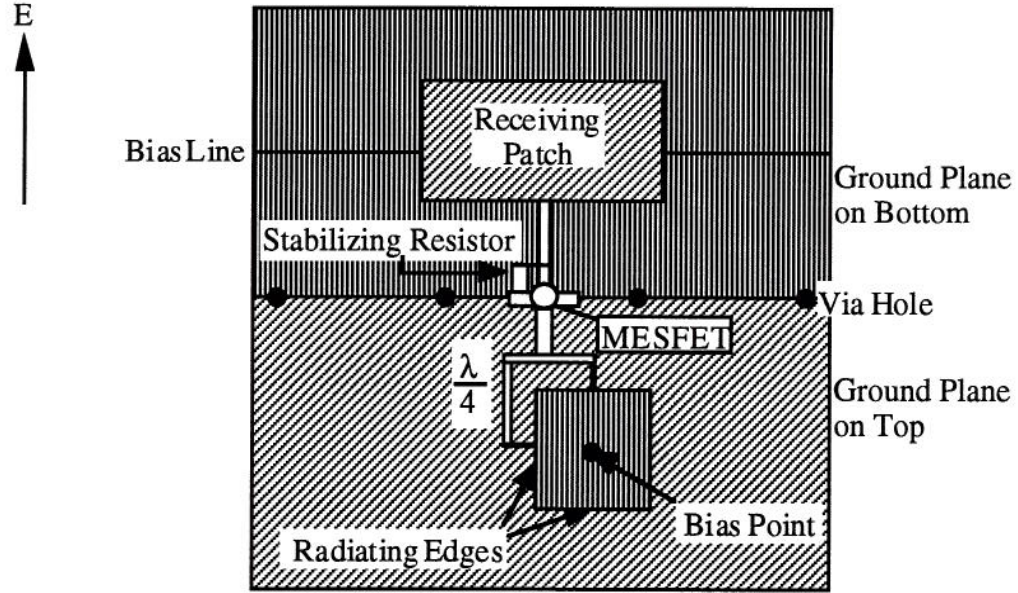 E
Receiving
Patch
Bias Line
Ground Plane
on Bottom
Stabilizing Resistor
Via Hole
MESFET
λ
4
Ground Plane
on Top
Bias Point
Radiating Edges